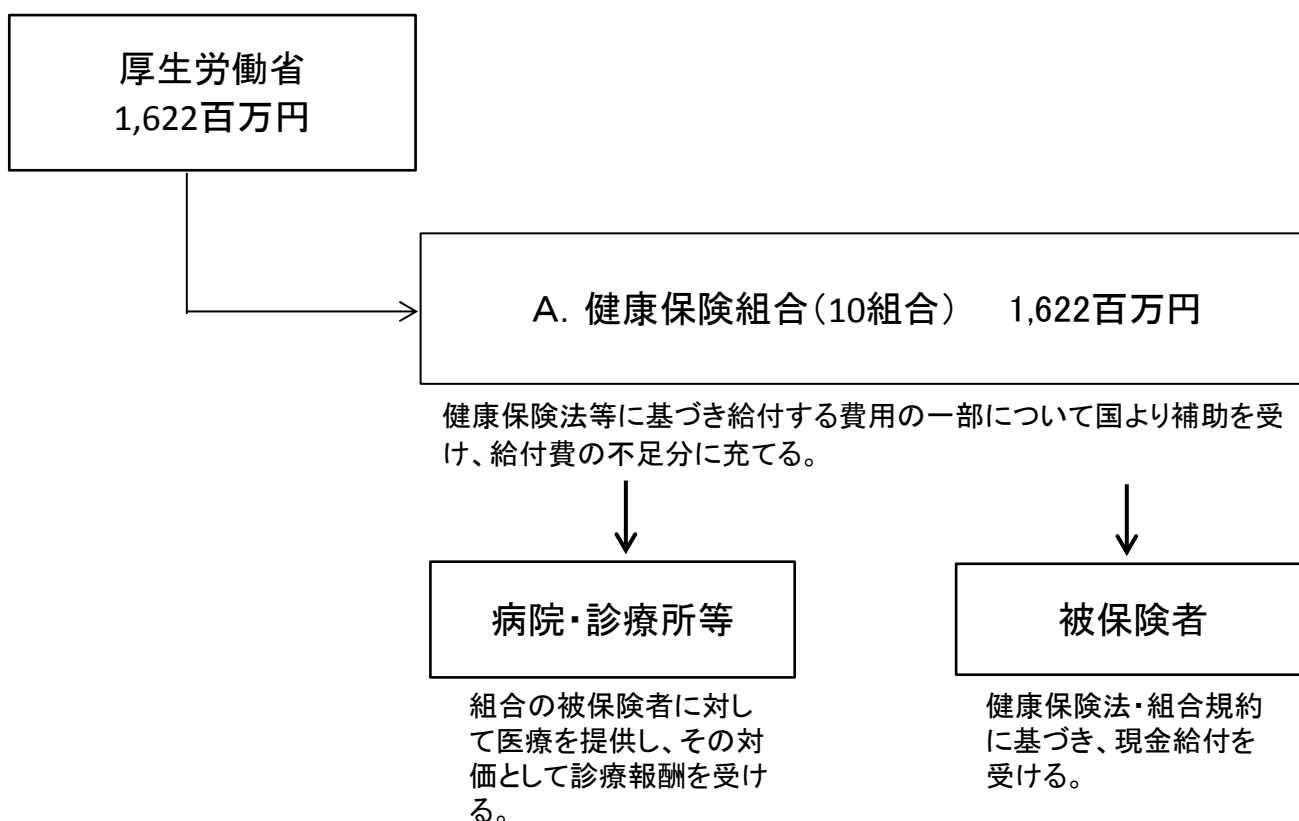 厚生労働省
1,622百万円
A．健康保険組合（10組合）　1,622百万円
健康保険法等に基づき給付する費用の一部について国より補助を受
け、給付費の不足分に充てる。
病院・診療所等
被保険者
組合の被保険者に対し
て医療を提供し、その対
価として診療報酬を受け
る。
健康保険法・組合規約
に基づき、現金給付を
受ける。